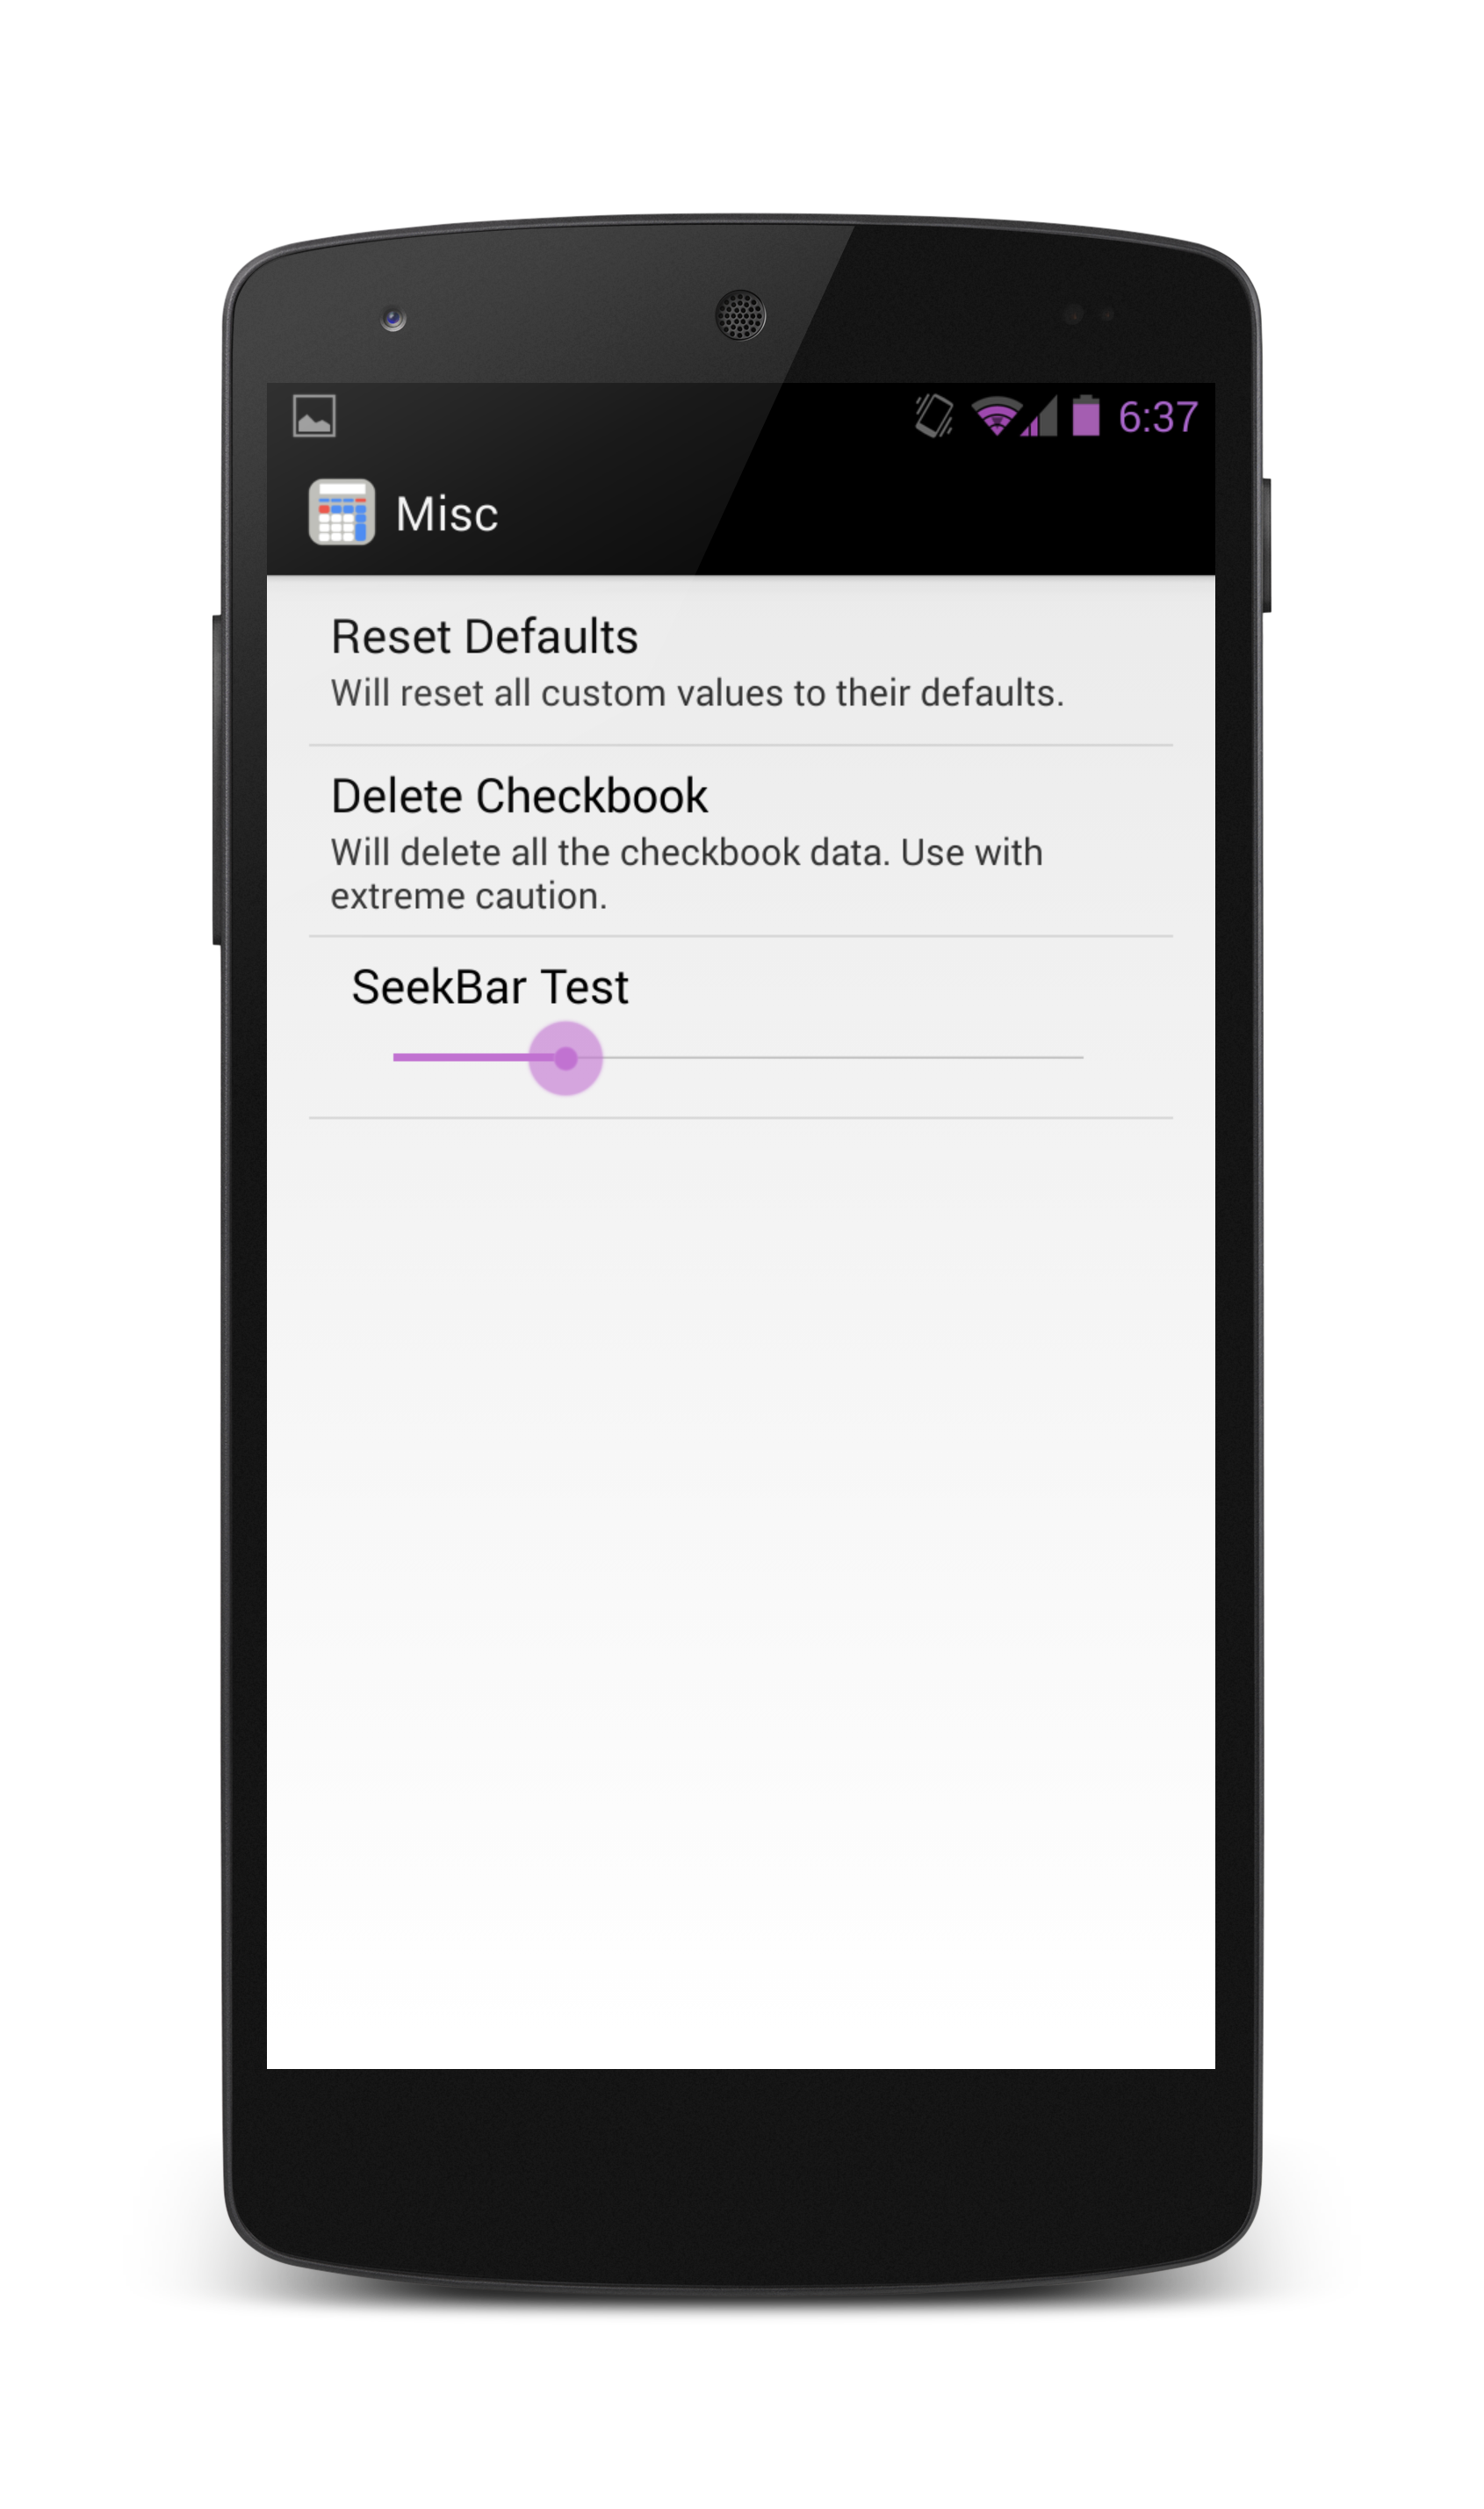 6:37
Misc
Reset Defaults
Will reset all custom values to their defaults.
Delete Checkbook
Will delete all the checkbook data. Use with
extreme caution.
SeekBar Test